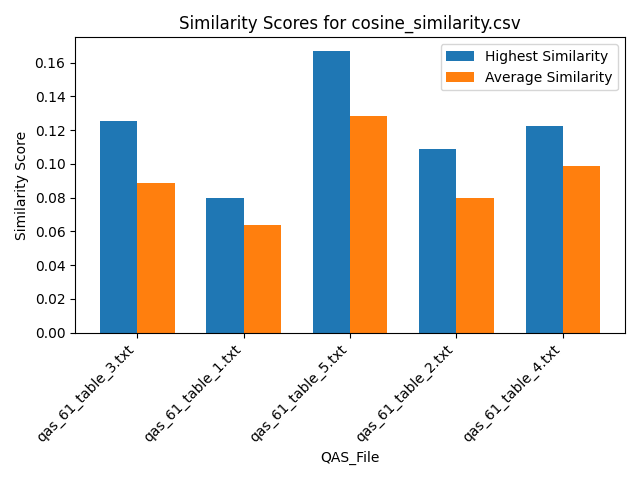 Similarity Scores for cosine_similarity.csv
Highest Similarity
Average Similarity
Similarity Score
0.16
0.14
0.12
0.10
0.08
0.06
0.04
0.02
0.00
qas_61_table_3.txt
qas_61_table_1.txt
qas_61_table_5.txt
qas_61_table_2.txt
qas_61_table_4.txt
QAS_File